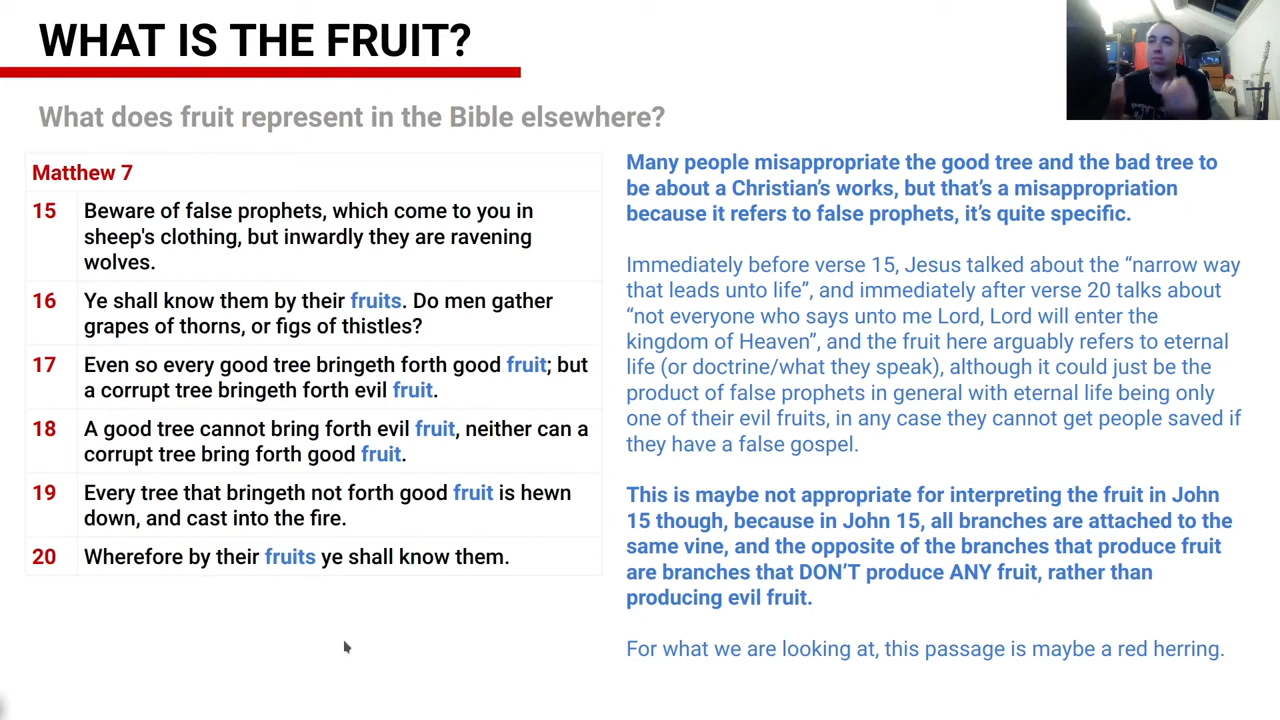 WHAT IS THE FRUIT?
What does fruit represent in the Bible elsewhere?
Matthew 7
15 Beware of false prophets, which come to you in
sheep's clothing, but inwardly they are ravening
wolves.
16 Ye shall know them by their fruits. Do men gather
grapes of thorns, or figs of thistles?
17 Even so every good tree bringeth forth good fruit; but
a corrupt tree bringeth forth evil fruit.
18 A good tree cannot bring forth evil fruit, neither can a
corrupt tree bring forth good fruit.
19 Every tree that bringeth not forth good fruit is hewn
down, and cast into the fire.
20 Wherefore by their fruits ye shall know them.
Many people misappropriate the good tree and the bad tree to
be about a Christian’s works, but that’s a misappropriation
because it refers to false prophets, it’s quite specific.
Immediately before verse 15, Jesus talked about the “narrow way
that leads unto life”, and immediately after verse 20 talks about
“not everyone who says unto me Lord, Lord will enter the
kingdom of Heaven”, and the fruit here arguably refers to eternal
life (or doctrine/what they speak), although it could just be the
product of false prophets in general with eternal life being only
one of their evil fruits, in any case they cannot get people saved if
they have a false gospel.
This is maybe not appropriate for interpreting the fruit in John
15 though, because in John 15, all branches are attached to the
same vine, and the opposite of the branches that produce fruit
are branches that DON’T produce ANY fruit, rather than
producing evil fruit.
For what we are looking at, this passage is maybe a red herring.